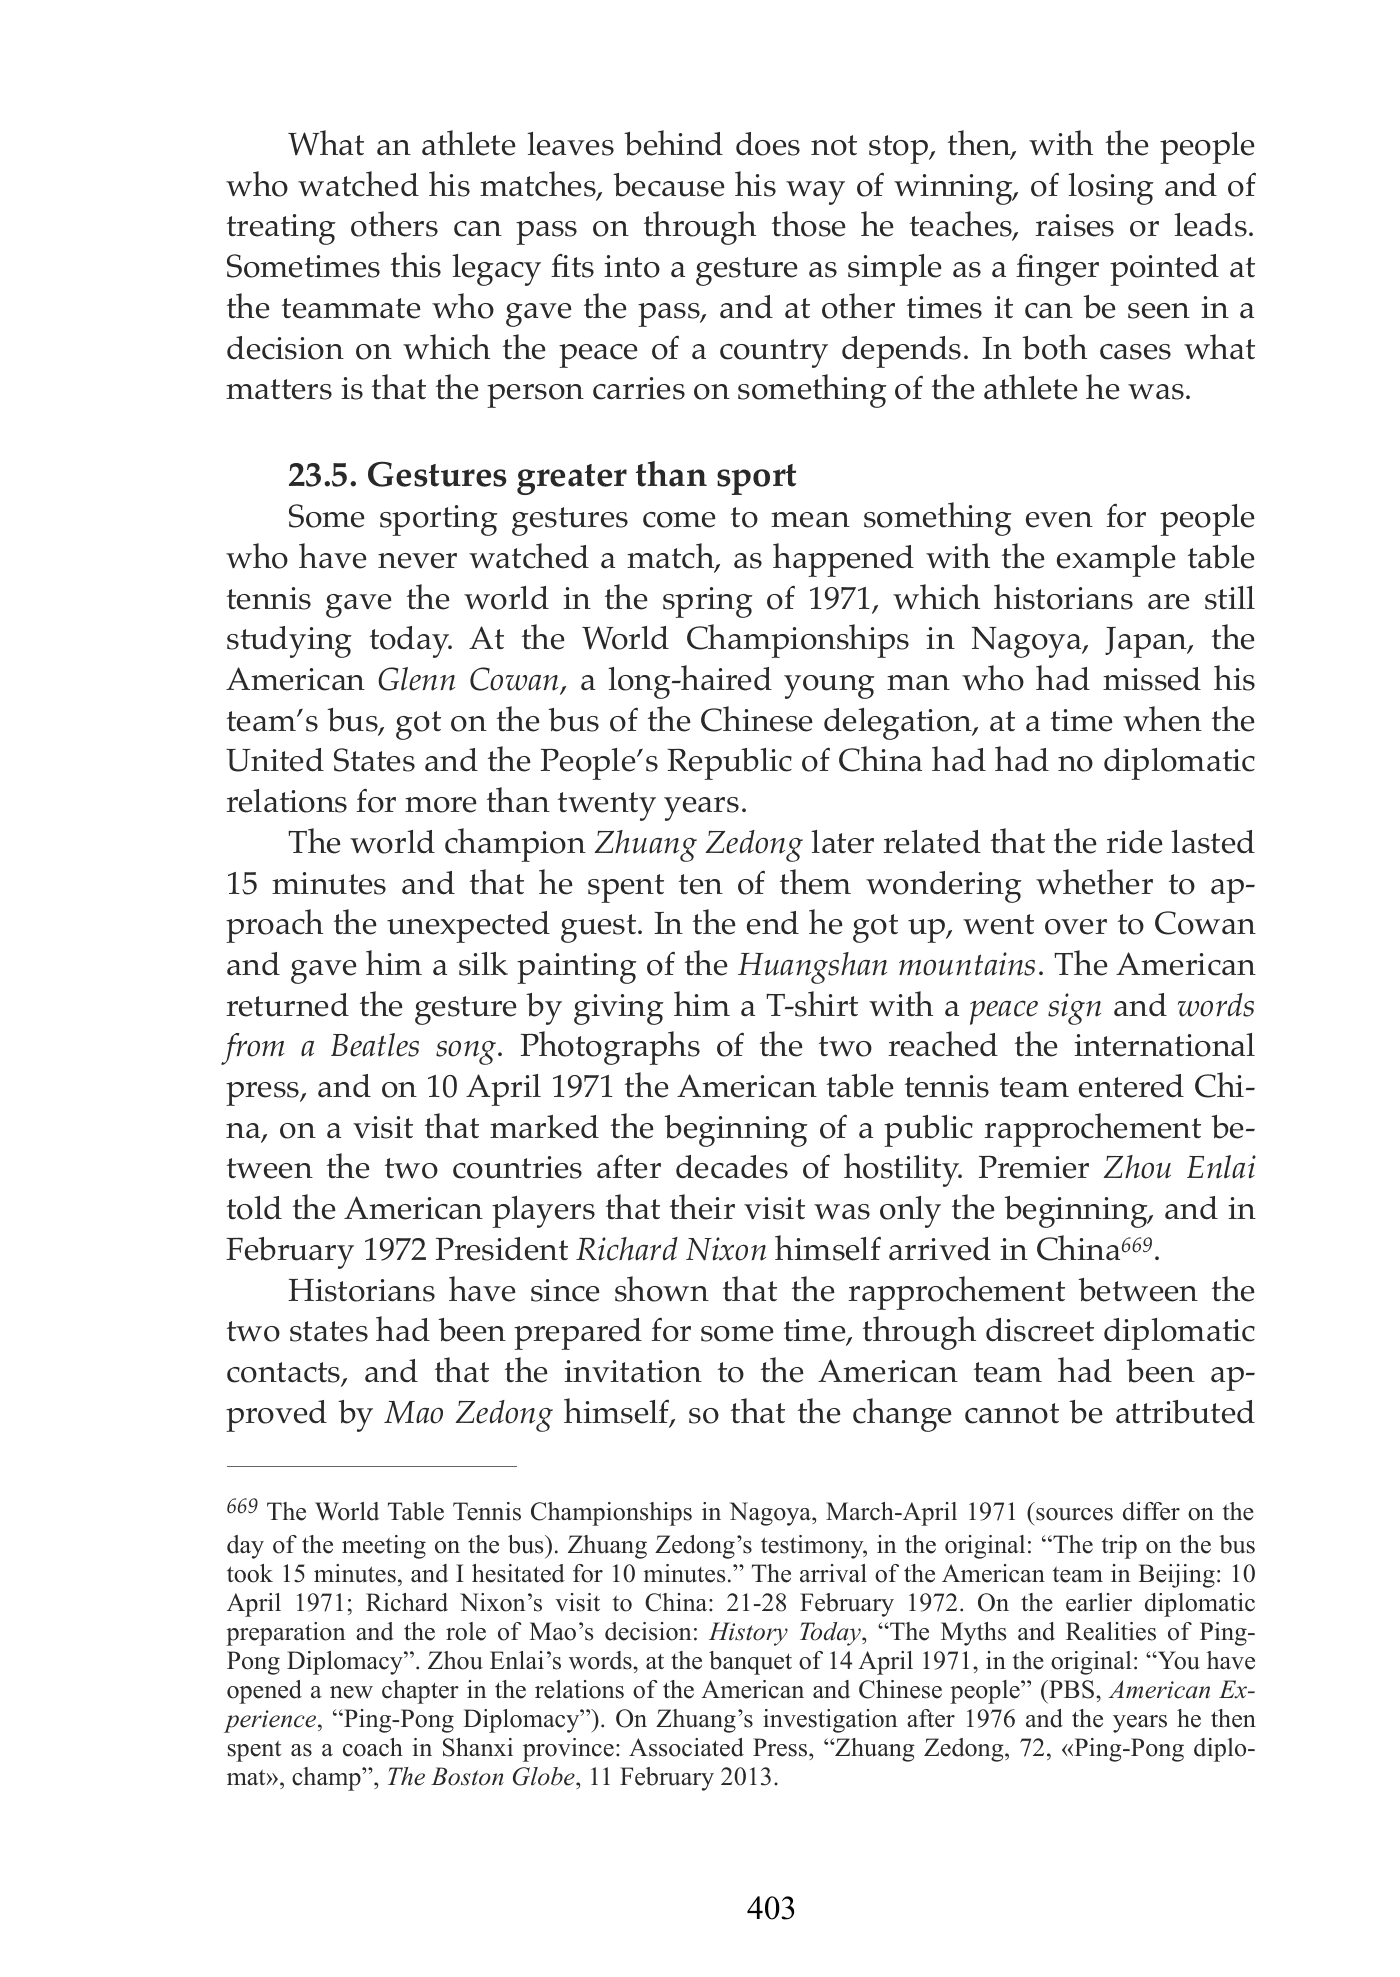 What an athlete leaves behind does not stop, then, with the people
who watched his matches, because his way of winning, of losing and of
treating others can pass on through those he teaches, raises or leads.
Sometimes this legacy fits into a gesture as simple as a finger pointed at
the teammate who gave the pass, and at other times it can be seen in a
decision on which the peace of a country depends. In both cases what
matters is that the person carries on something of the athlete he was.
23.5. Gestures greater than sport
Some sporting gestures come to mean something even for people
who have never watched a match, as happened with the example table
tennis gave the world in the spring of 1971, which historians are still
studying today. At the World Championships in Nagoya, Japan, the
American Glenn Cowan, a long-haired young man who had missed his
team’s bus, got on the bus of the Chinese delegation, at a time when the
United States and the People’s Republic of China had had no diplomatic
relations for more than twenty years.
The world champion Zhuang Zedong later related that the ride lasted
15 minutes and that he spent ten of them wondering whether to ap-
proach the unexpected guest. In the end he got up, went over to Cowan
and gave him a silk painting of the Huangshan mountains. The American
returned the gesture by giving him a T-shirt with a peace sign and words
from a Beatles song. Photographs of the two reached the international
press, and on 10 April 1971 the American table tennis team entered Chi-
na, on a visit that marked the beginning of a public rapprochement be-
tween the two countries after decades of hostility. Premier Zhou Enlai
told the American players that their visit was only the beginning, and in
February 1972 President Richard Nixon himself arrived in China669.
Historians have since shown that the rapprochement between the
two states had been prepared for some time, through discreet diplomatic
contacts, and that the invitation to the American team had been ap-
proved by Mao Zedong himself, so that the change cannot be attributed
669 The World Table Tennis Championships in Nagoya, March-April 1971 (sources differ on the
day of the meeting on the bus). Zhuang Zedong’s testimony, in the original: “The trip on the bus
took 15 minutes, and I hesitated for 10 minutes.” The arrival of the American team in Beijing: 10
April 1971; Richard Nixon’s visit to China: 21-28 February 1972. On the earlier diplomatic
preparation and the role of Mao’s decision: History Today, “The Myths and Realities of Ping-
Pong Diplomacy”. Zhou Enlai’s words, at the banquet of 14 April 1971, in the original: “You have
opened a new chapter in the relations of the American and Chinese people” (PBS, American Ex-
perience, “Ping-Pong Diplomacy”). On Zhuang’s investigation after 1976 and the years he then
spent as a coach in Shanxi province: Associated Press, “Zhuang Zedong, 72, «Ping-Pong diplo-
mat», champ”, The Boston Globe, 11 February 2013.
403